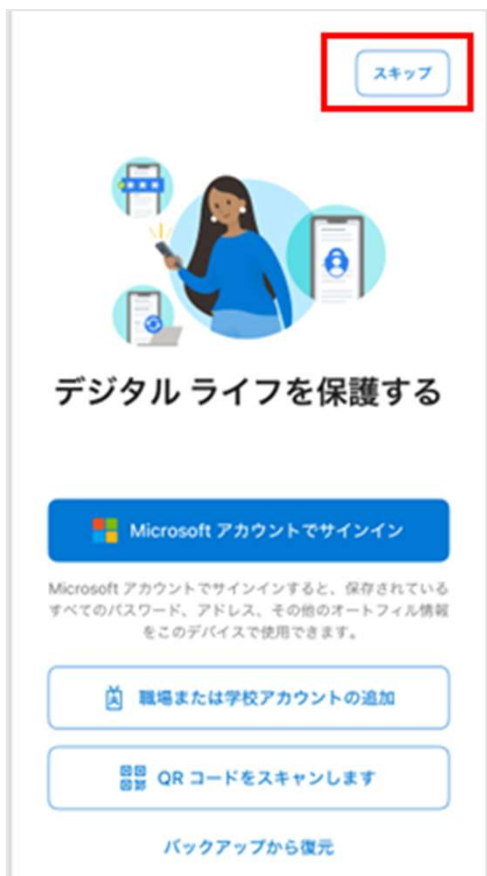 スキップ
デジタル ライフを保護する
Microsoft アカウントでサインイン
Microsoft アカウントでサインインすると、保存されている
すべてのパスワード、アドレス、その他のオートフィル情報
をこのデバイスで使用できます。
職場または学校アカウントの追加
QR コードをスキャンします
バックアップから復元